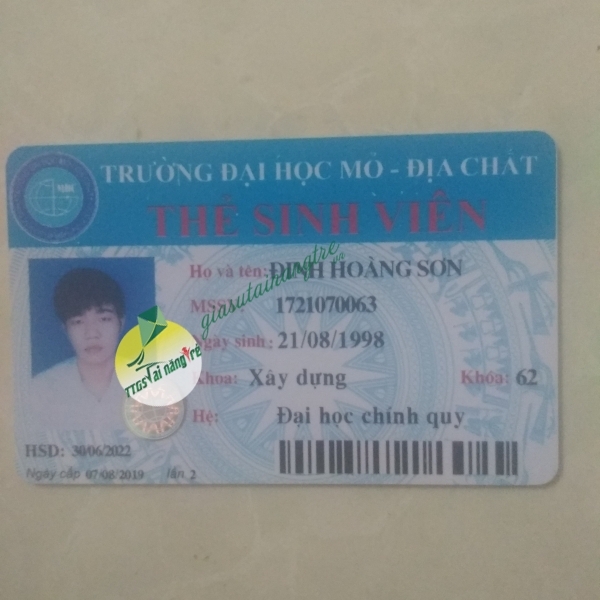 TRƯỜNG ĐẠI HỌC MỎ - ĐỊA CHẤT
THẺ SINH VIÊN
Họ và tên: ĐINH HOÀNG SƠN
1721070063
Ngày sinh: 21/08/1998
Khoa: Xây dựng Khóa: 62
Hệ: Đại học chính quy
HSD: 30/06/2022
Ngày cấp 07-08/2019 lần 2
giasutainangtre.vn
TTGS Tài năng trẻ